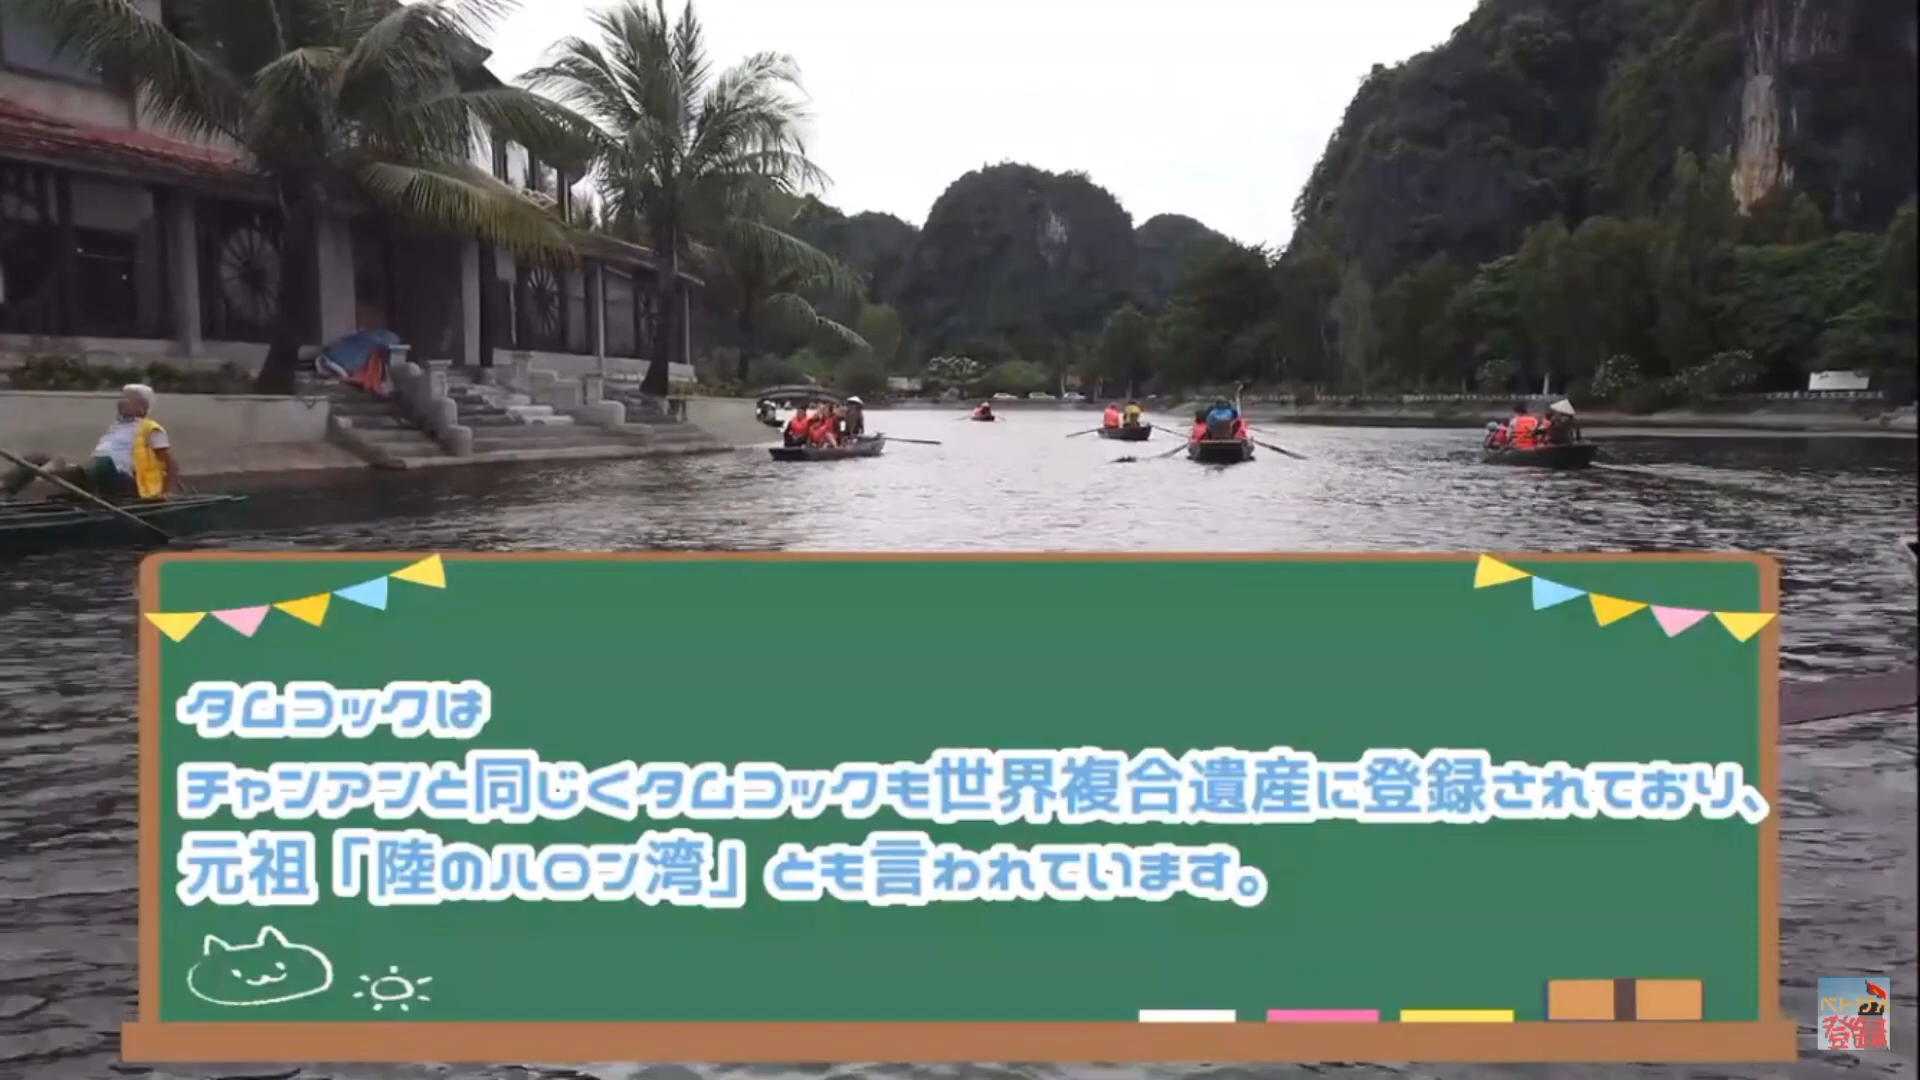 タムコックは
チャンアンと同じくタムコックも世界複合遺産に登録されており、
元祖「陸のハロン湾」とも言われています。
登録